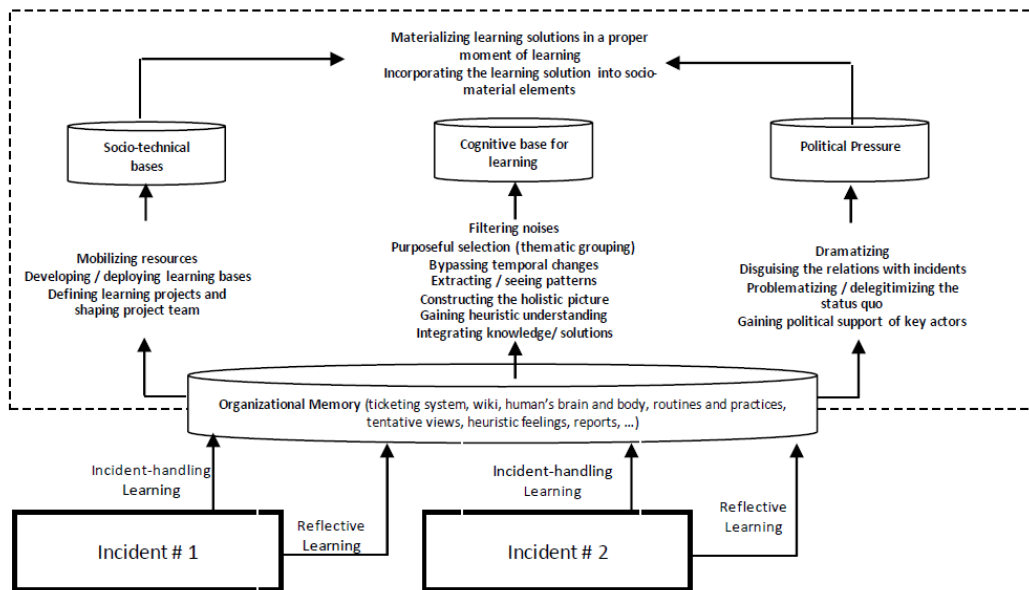 Materializing learning solutions in a proper
moment of learning
Incorporating the learning solution into socio-
material elements
Socio-technical
bases
Cognitive base for
learning
Political Pressure
Mobilizing resources
Developing / deploying learning bases
Defining learning projects and
shaping project team
Filtering noises
Purposeful selection (thematic grouping)
Bypassing temporal changes
Extracting / seeing patterns
Constructing the holistic picture
Gaining heuristic understanding
Integrating knowledge/ solutions
Dramatizing
Disguising the relations with incidents
Problematizing / delegitimizing the
status quo
Gaining political support of key actors
Organizational Memory (ticketing system, wiki, human's brain and body, routines and practices,
tentative views, heuristic feelings, reports, ...)
Incident-handling
Learning
Reflective
Learning
Incident-handling
Learning
Reflective
Learning
Incident # 1
Incident # 2